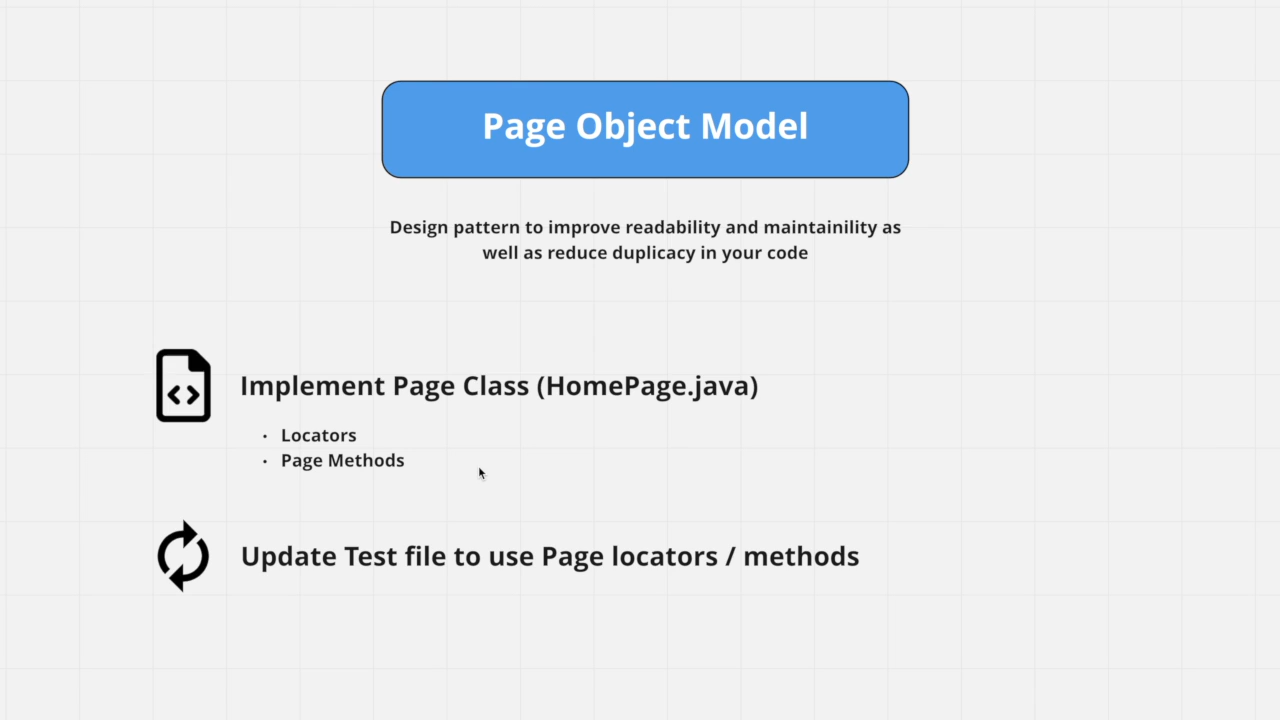 Page Object Model
Design pattern to improve readability and maintainility as
well as reduce duplicacy in your code
Implement Page Class (HomePage.java)
· Locators
· Page Methods
Update Test file to use Page locators / methods